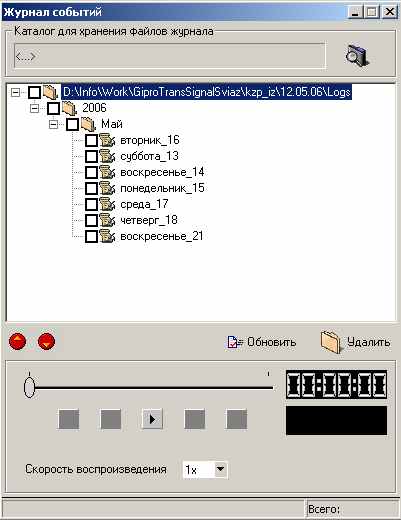 Журнал событий
Каталог для хранения файлов журнала
<...>
D:\Info\Work\GiproTransSignalSviaz\kzp_iz\12.05.06\Logs
2006
Май
вторник_16
суббота_13
воскресенье_14
понедельник_15
среда_17
четверг_18
воскресенье_21
Обновить Удалить
Скорость воспроизведения 1x
Всего: